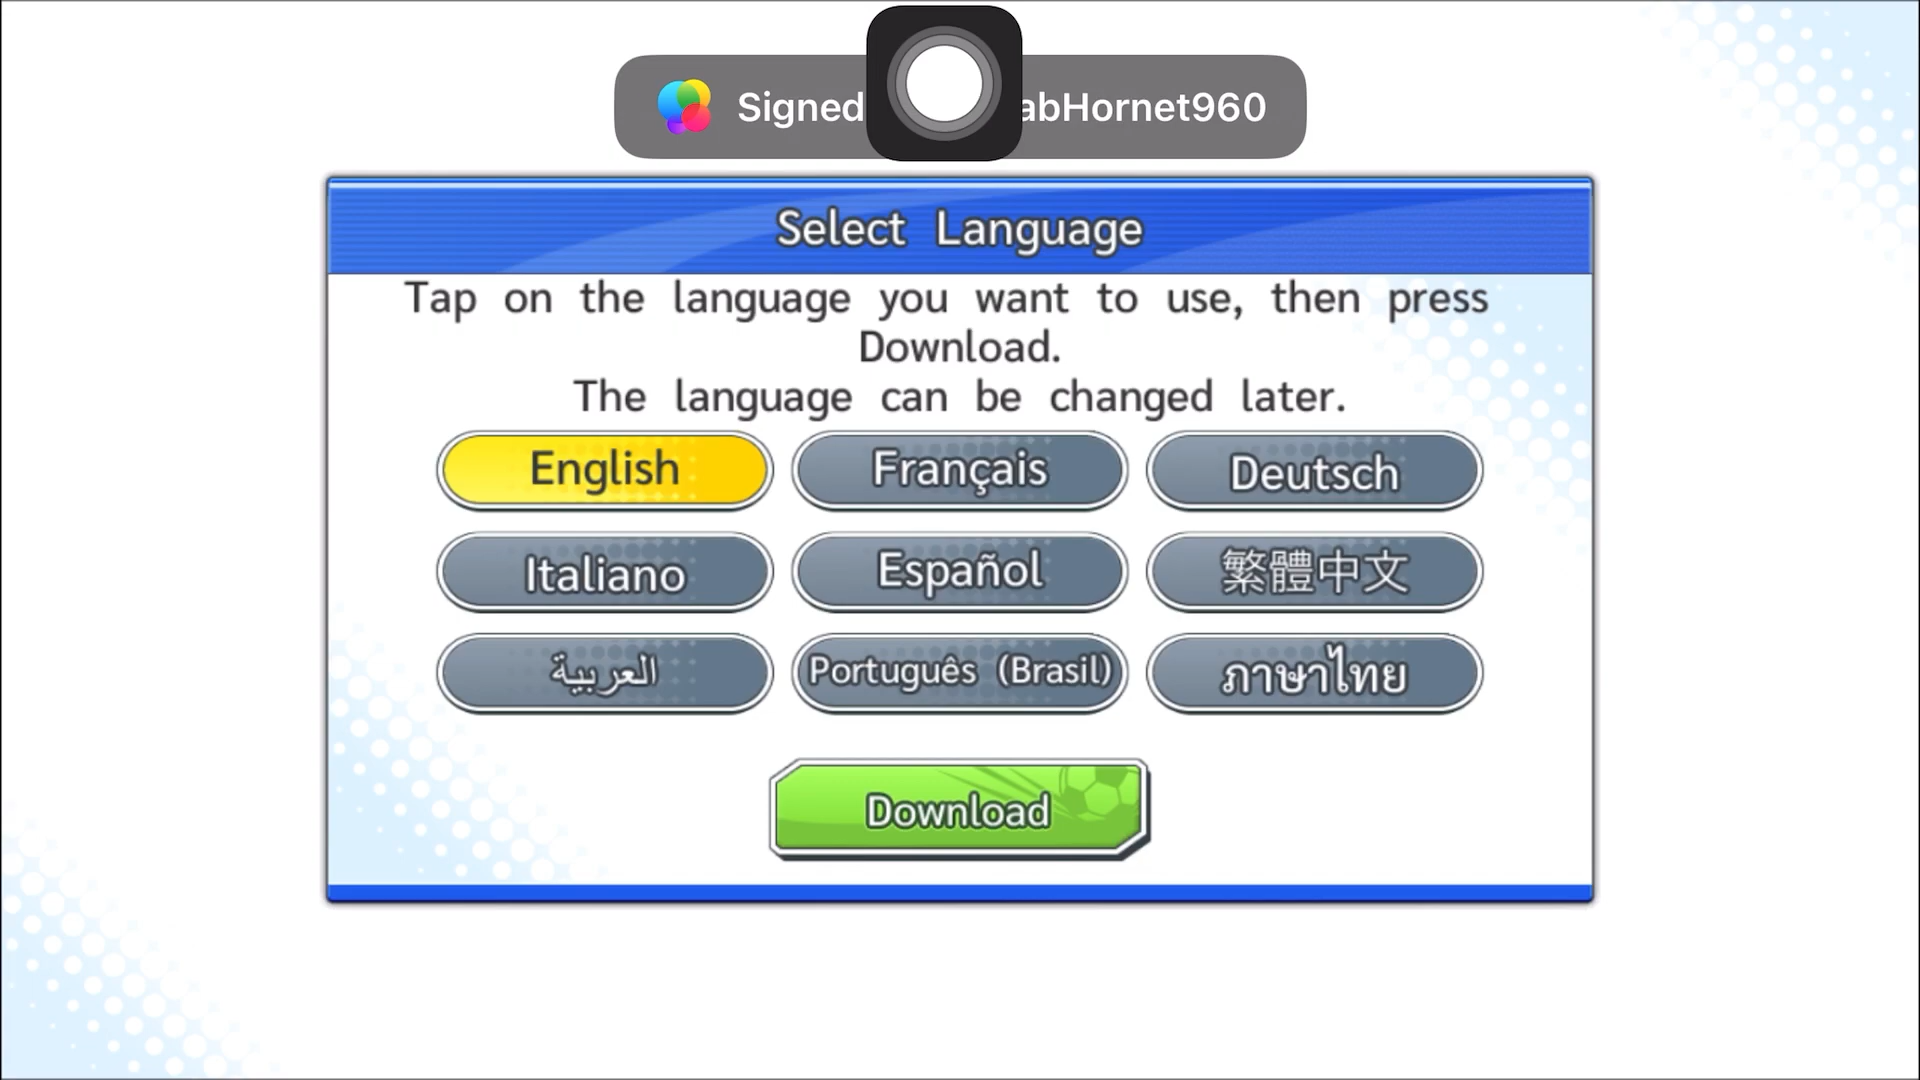 Signed abHornet960
Select Language
Tap on the language you want to use, then press
Download.
The language can be changed later.
English Français Deutsch
Italiano Español 繁體中文
العربية Português (Brasil) ภาษาไทย
Download